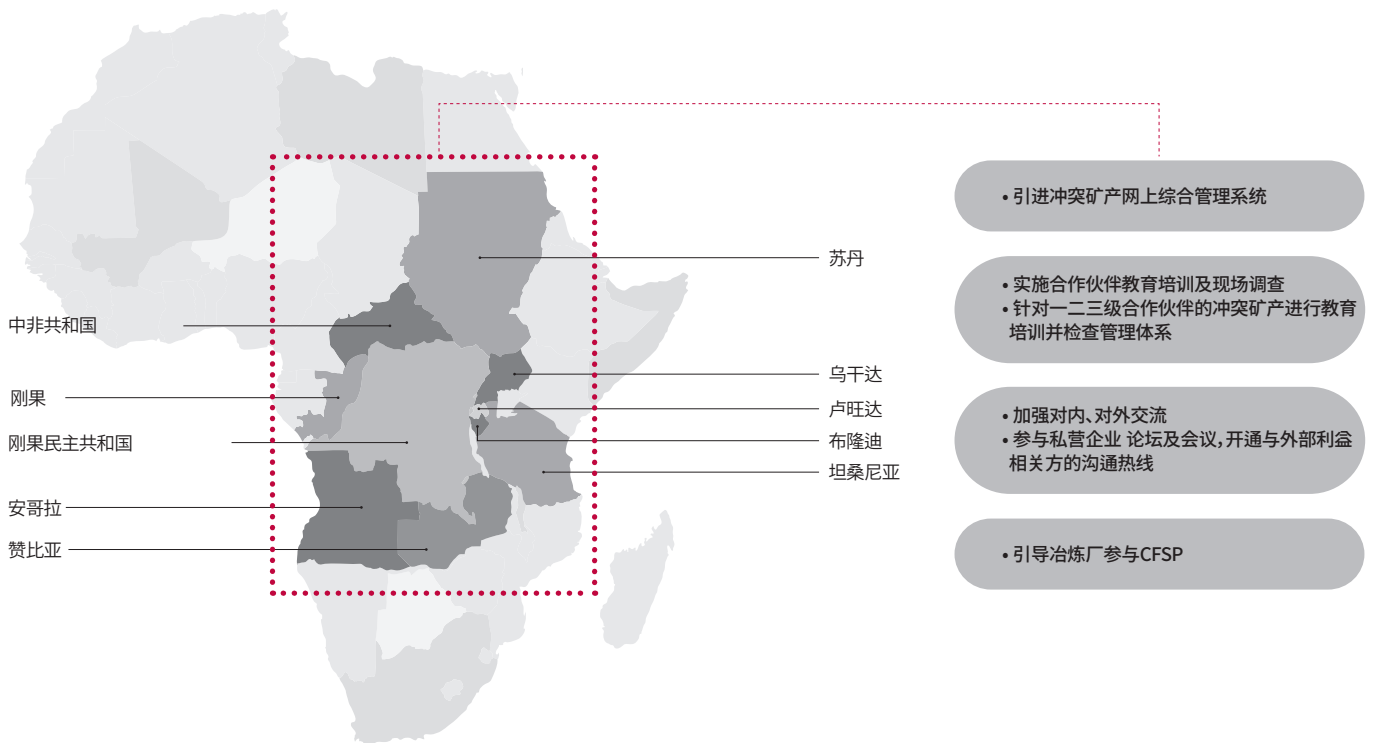 中非共和国
刚果
刚果民主共和国
安哥拉
赞比亚
苏丹
乌干达
卢旺达
布隆迪
坦桑尼亚
• 引进冲突矿产网上综合管理系统
• 实施合作伙伴教育培训及现场调查
• 针对一二三级合作伙伴的冲突矿产进行教育
培训并检查管理体系
• 加强对内、对外交流
• 参与私营企业 论坛及会议，开通与外部利益
相关方的沟通热线
• 引导冶炼厂参与CFSP